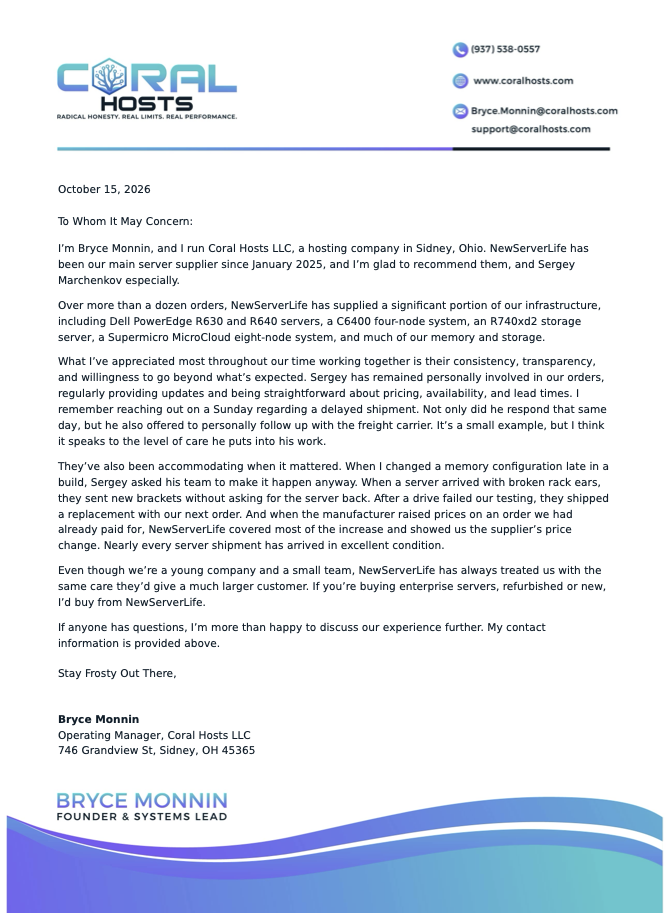 CORAL
HOSTS
RADICAL HONESTY. REAL LIMITS. REAL PERFORMANCE.
(937) 538-0557
www.coralhosts.com
Bryce.Monnin@coralhosts.com
support@coralhosts.com
October 15, 2026
To Whom It May Concern:
I’m Bryce Monnin, and I run Coral Hosts LLC, a hosting company in Sidney, Ohio. NewServerLife has
been our main server supplier since January 2025, and I’m glad to recommend them, and Sergey
Marchenkov especially.
Over more than a dozen orders, NewServerLife has supplied a significant portion of our infrastructure,
including Dell PowerEdge R630 and R640 servers, a C6400 four-node system, an R740xd2 storage
server, a Supermicro MicroCloud eight-node system, and much of our memory and storage.
What I’ve appreciated most throughout our time working together is their consistency, transparency,
and willingness to go beyond what’s expected. Sergey has remained personally involved in our orders,
regularly providing updates and being straightforward about pricing, availability, and lead times. I
remember reaching out on a Sunday regarding a delayed shipment. Not only did he respond that same
day, but he also offered to personally follow up with the freight carrier. It’s a small example, but I think
it speaks to the level of care he puts into his work.
They’ve also been accommodating when it mattered. When I changed a memory configuration late in a
build, Sergey asked his team to make it happen anyway. When a server arrived with broken rack ears,
they sent new brackets without asking for the server back. After a drive failed our testing, they shipped
a replacement with our next order. And when the manufacturer raised prices on an order we had
already paid for, NewServerLife covered most of the increase and showed us the supplier’s price
change. Nearly every server shipment has arrived in excellent condition.
Even though we’re a young company and a small team, NewServerLife has always treated us with the
same care they’d give a much larger customer. If you’re buying enterprise servers, refurbished or new,
I’d buy from NewServerLife.
If anyone has questions, I’m more than happy to discuss our experience further. My contact
information is provided above.
Stay Frosty Out There,
Bryce Monnin
Operating Manager, Coral Hosts LLC
746 Grandview St, Sidney, OH 45365
BRYCE MONNIN
FOUNDER & SYSTEMS LEAD